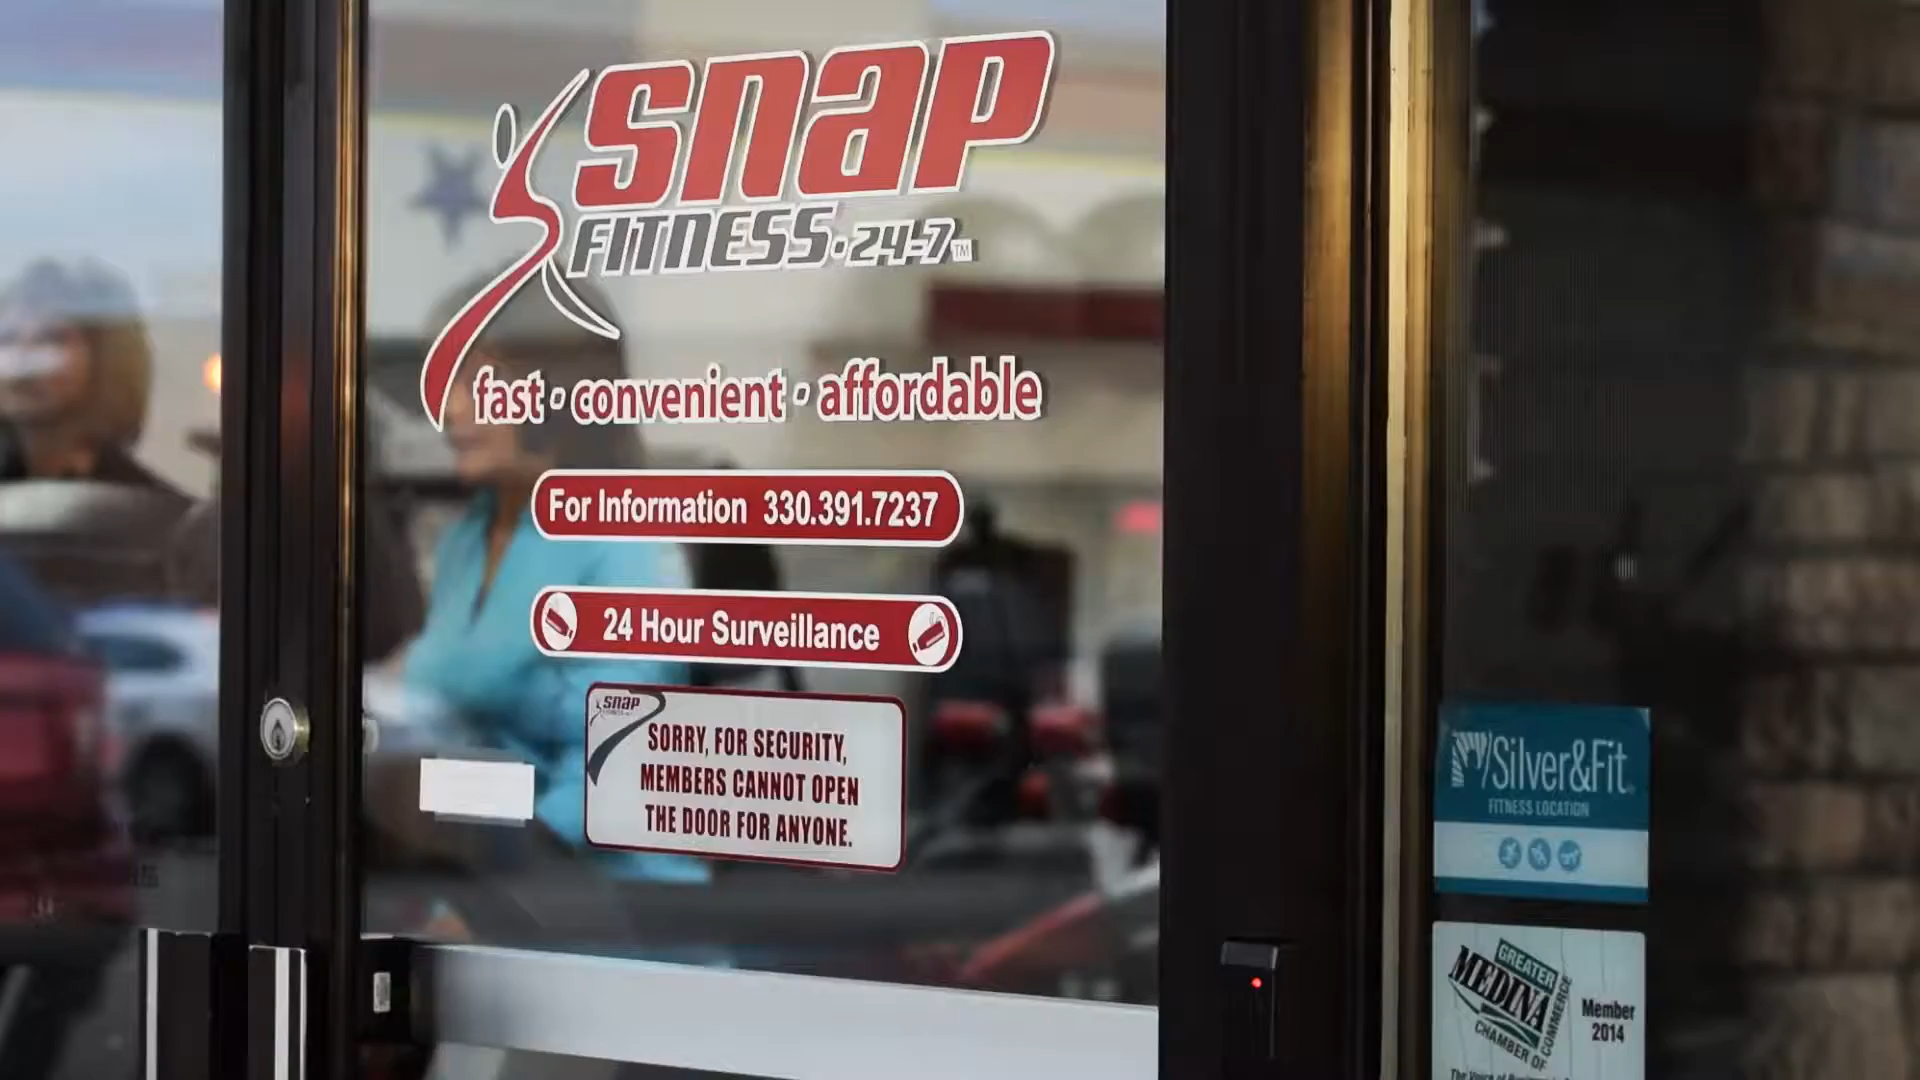 snap
FITNESS·24-7™
fast · convenient · affordable
For Information 330.391.7237
24 Hour Surveillance
snap
SORRY, FOR SECURITY,
MEMBERS CANNOT OPEN
THE DOOR FOR ANYONE.
Silver&Fit
FITNESS LOCATION
GREATER
MEDINA
CHAMBER OF COMMERCE
Member
2014